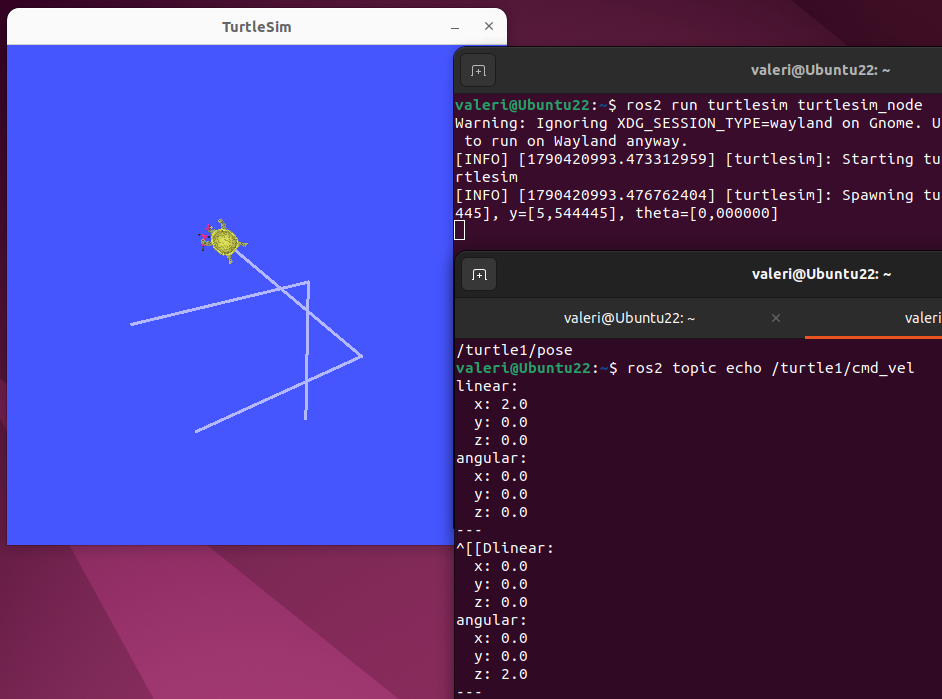 TurtleSim
valeri@Ubuntu22: ~
valeri@Ubuntu22:~$ ros2 run turtlesim turtlesim_node
Warning: Ignoring XDG_SESSION_TYPE=wayland on Gnome. U
to run on Wayland anyway.
[INFO] [1790420993.473312959] [turtlesim]: Starting tu
rtlesim
[INFO] [1790420993.476762404] [turtlesim]: Spawning tu
445], y=[5,544445], theta=[0,000000]
valeri@Ubuntu22: ~
valeri@Ubuntu22: ~
valeri
/turtle1/pose
valeri@Ubuntu22:~$ ros2 topic echo /turtle1/cmd_vel
linear:
  x: 2.0
  y: 0.0
  z: 0.0
angular:
  x: 0.0
  y: 0.0
  z: 0.0
---
^[[Dlinear:
  x: 0.0
  y: 0.0
  z: 0.0
angular:
  x: 0.0
  y: 0.0
  z: 2.0
---